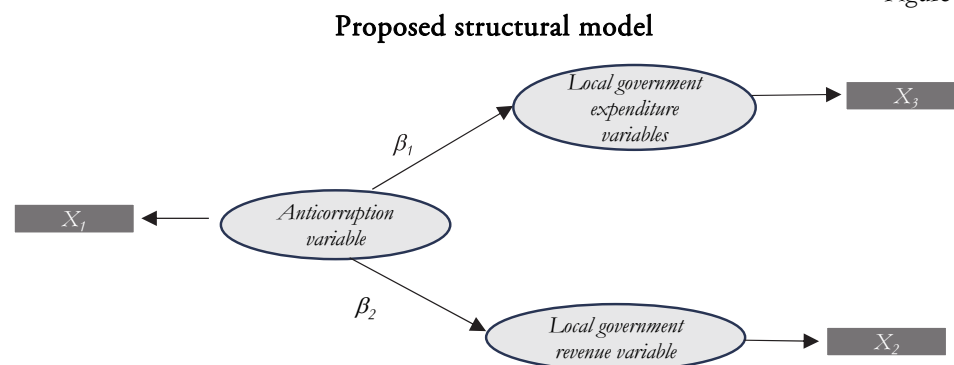 Figure
Proposed structural model
Local government
expenditure
variables
X₃
β₁
Anticorruption
variable
X₁
β₂
Local government
revenue variable
X₂